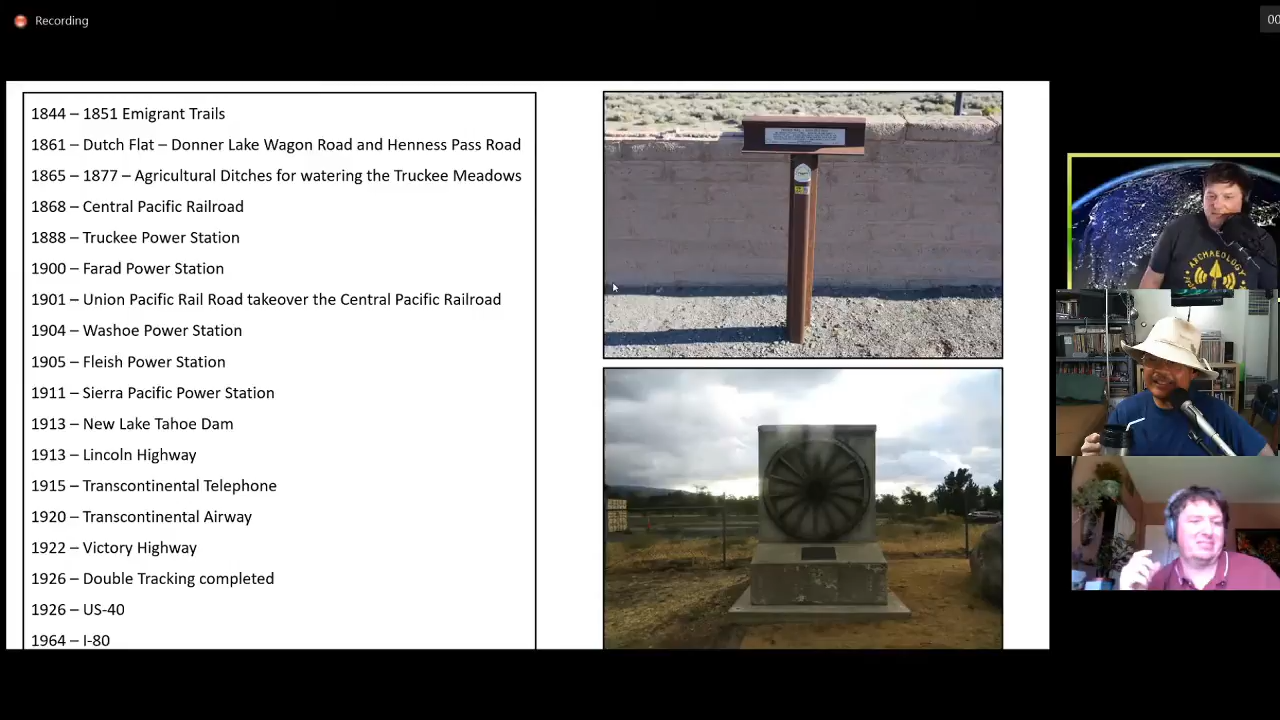 Recording
00
1844 – 1851 Emigrant Trails
1861 – Dutch Flat – Donner Lake Wagon Road and Henness Pass Road
1865 – 1877 – Agricultural Ditches for watering the Truckee Meadows
1868 – Central Pacific Railroad
1888 – Truckee Power Station
1900 – Farad Power Station
1901 – Union Pacific Rail Road takeover the Central Pacific Railroad
1904 – Washoe Power Station
1905 – Fleish Power Station
1911 – Sierra Pacific Power Station
1913 – New Lake Tahoe Dam
1913 – Lincoln Highway
1915 – Transcontinental Telephone
1920 – Transcontinental Airway
1922 – Victory Highway
1926 – Double Tracking completed
1926 – US-40
1964 – I-80
ARCHAEOLOGY